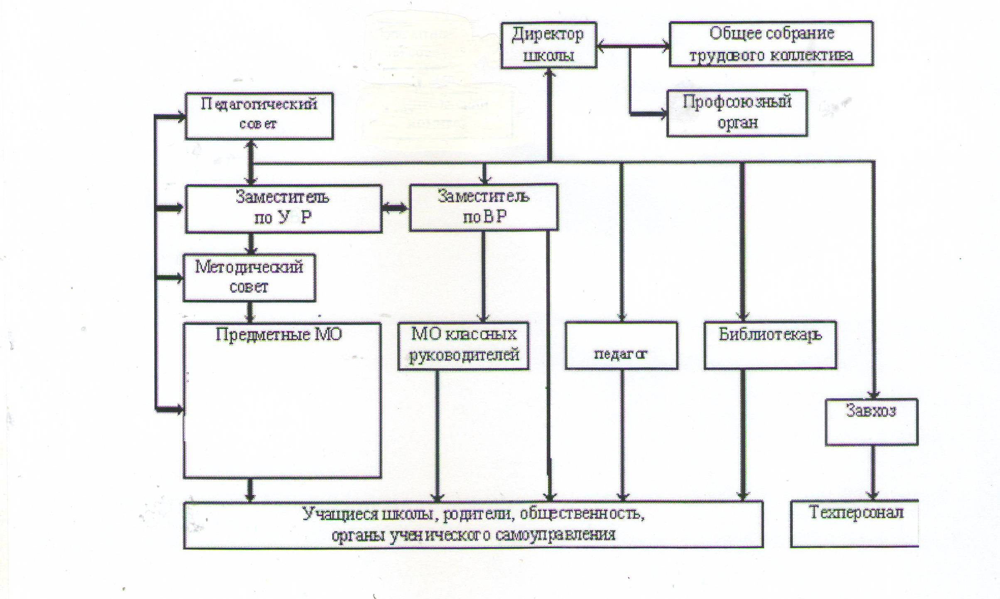 Директор
школы
Общее собрание
трудового коллектива
Профсоюзный
орган
Педагогический
совет
Заместитель
по У Р
Заместитель
по ВР
Методический
совет
Предметные МО
МО классных
руководителей
педагог
Библиотекарь
Завхоз
Учащиеся школы, родители, общественность,
органы ученического самоуправления
Техперсонал